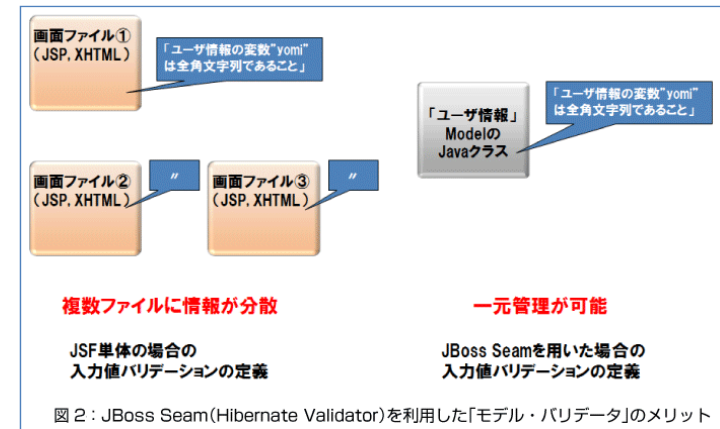 画面ファイル①
(JSP, XHTML)
「ユーザ情報の変数"yomi"
は全角文字列であること」
画面ファイル②
(JSP, XHTML)
〃
画面ファイル③
(JSP, XHTML)
〃
複数ファイルに情報が分散
JSF単体の場合の
入力値バリデーションの定義
「ユーザ情報」
Modelの
Javaクラス
「ユーザ情報の変数"yomi"
は全角文字列であること」
一元管理が可能
JBoss Seamを用いた場合の
入力値バリデーションの定義
図2:JBoss Seam(Hibernate Validator)を利用した「モデル・バリデータ」のメリット